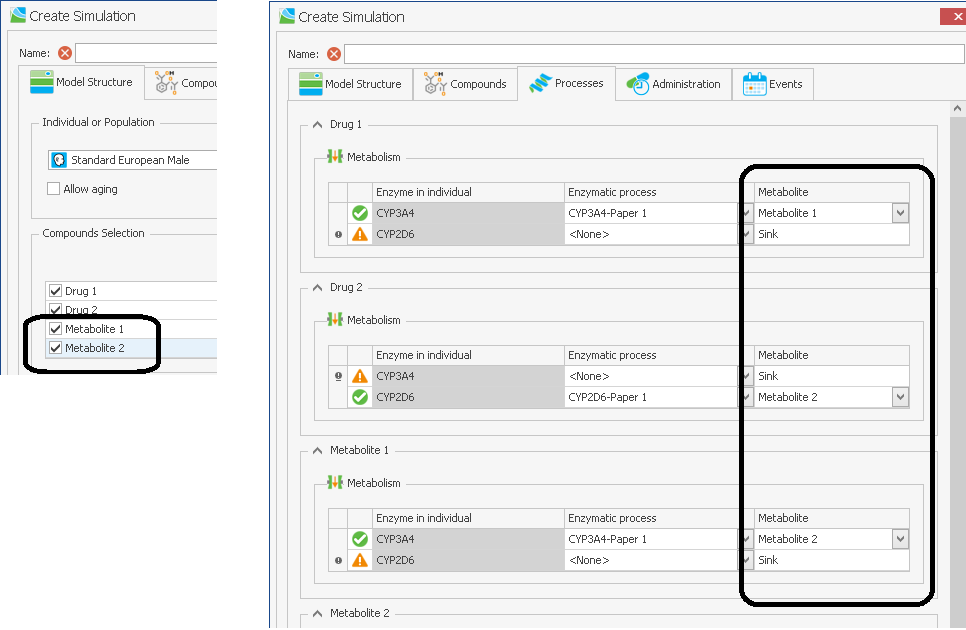 Create Simulation
Name:
Model Structure
Compou
Individual or Population
Standard European Male
Allow aging
Compounds Selection
Drug 1
Drug 2
Metabolite 1
Metabolite 2
Create Simulation
Name:
Model Structure
Compounds
Processes
Administration
Events
Drug 1
Metabolism
Enzyme in individual Enzymatic process Metabolite
CYP3A4 CYP3A4-Paper 1 Metabolite 1
CYP2D6 <None> Sink
Drug 2
Metabolism
Enzyme in individual Enzymatic process Metabolite
CYP3A4 <None> Sink
CYP2D6 CYP2D6-Paper 1 Metabolite 2
Metabolite 1
Metabolism
Enzyme in individual Enzymatic process Metabolite
CYP3A4 CYP3A4-Paper 1 Metabolite 2
CYP2D6 <None> Sink
Metabolite 2